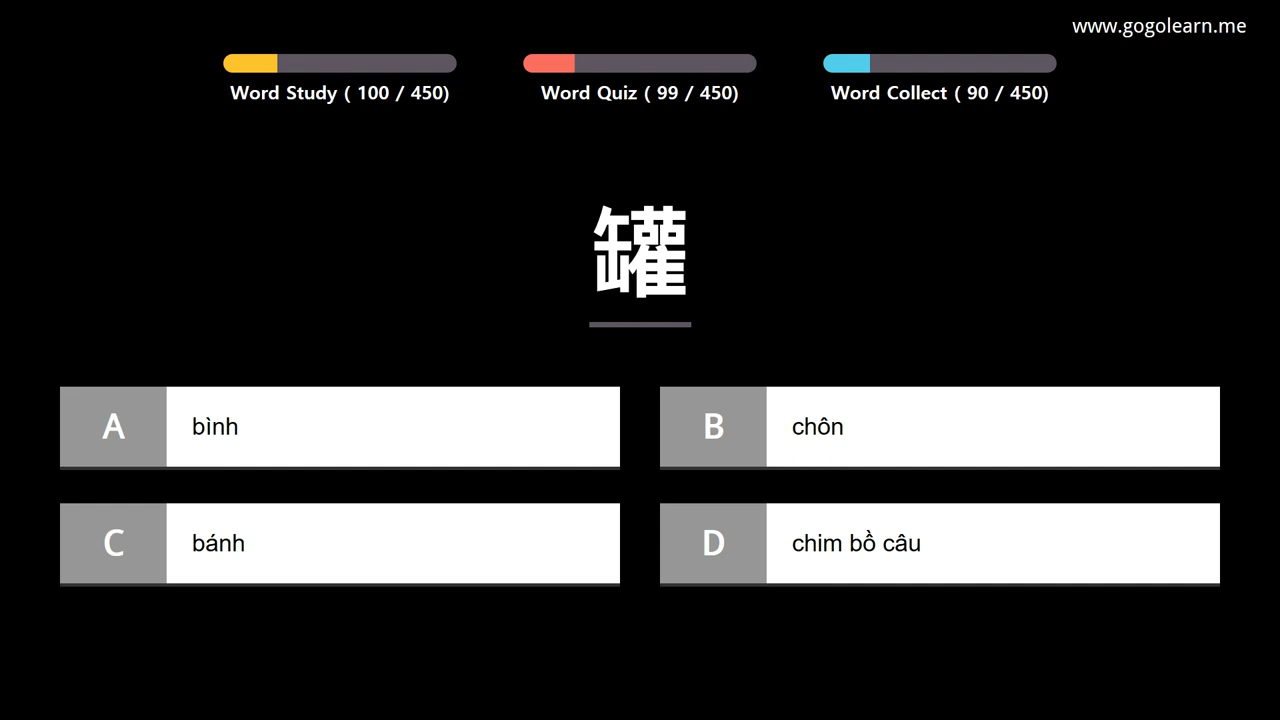 www.gogolearn.me
Word Study ( 100 / 450)
Word Quiz ( 99 / 450)
Word Collect ( 90 / 450)
罐
A bình
B chôn
C bánh
D chim bồ câu